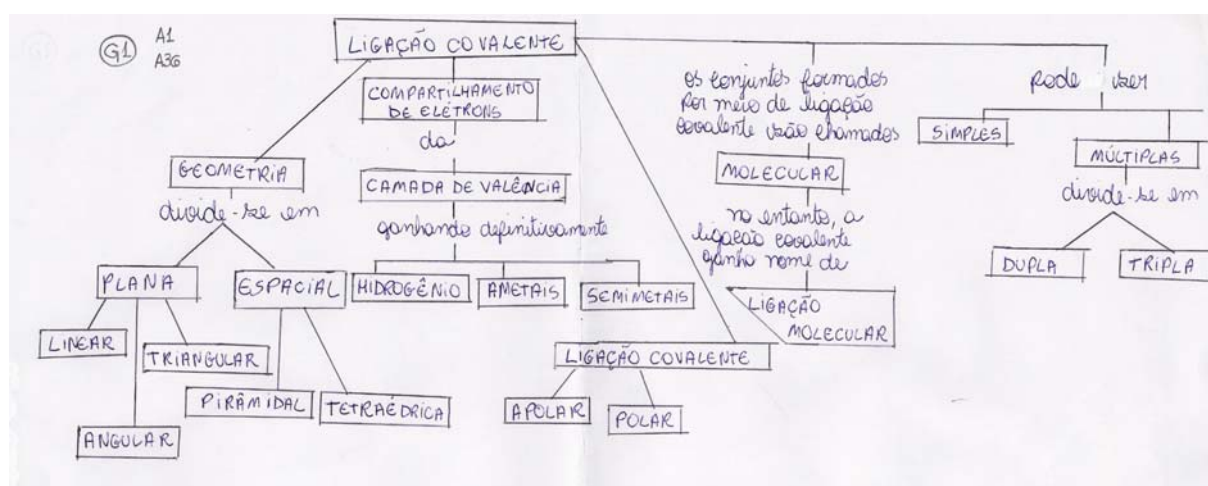 G1
A1
A36
LIGAÇÃO COVALENTE
COMPARTILHAMENTO
DE ELÉTRONS
da
CAMADA DE VALÊNCIA
ganhando definitivamente
HIDROGÊNIO
AMETAIS
SEMIMETAIS
GEOMETRIA
divide-se em
PLANA
ESPACIAL
LINEAR
TRIANGULAR
ANGULAR
PIRÂMIDAL
TETRAÉDRICA
LIGAÇÃO COVALENTE
APOLAR
POLAR
os conjuntos formados
por meio de ligação
covalente são chamados
MOLECULAR
no entanto, a
ligação covalente
ganha nome de
LIGAÇÃO
MOLECULAR
pode ser
SIMPLES
MÚLTIPLAS
divide-se em
DUPLA
TRIPLA